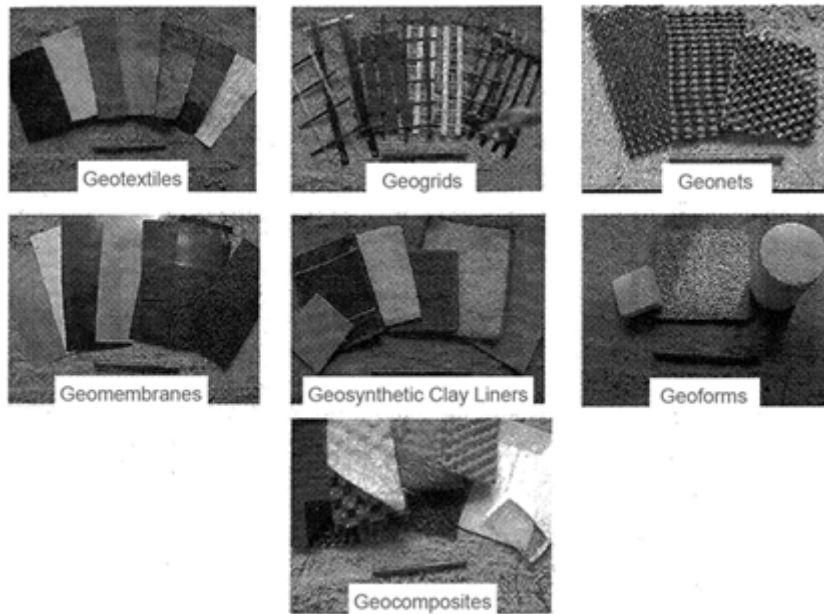 Geotextiles
Geogrids
Geonets
Geomembranes
Geosynthetic Clay Liners
Geoforms
Geocomposites